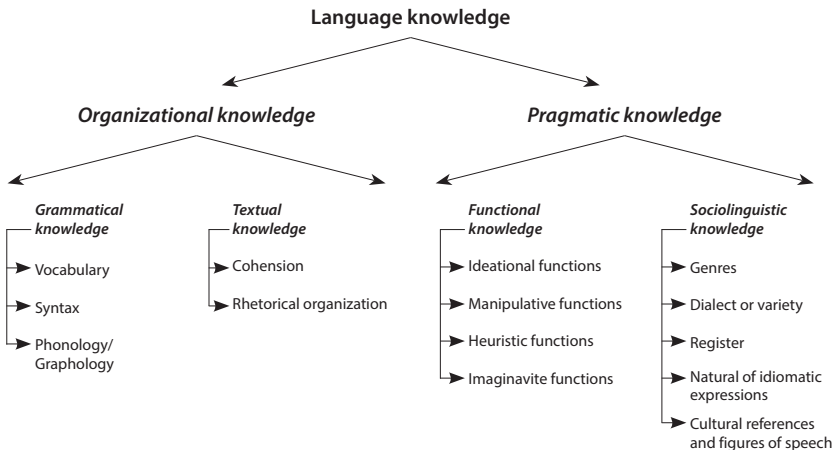 Language knowledge
Organizational knowledge
Pragmatic knowledge
Grammatical
knowledge
Vocabulary
Syntax
Phonology/
Graphology
Textual
knowledge
Cohension
Rhetorical organization
Functional
knowledge
Ideational functions
Manipulative functions
Heuristic functions
Imaginavite functions
Sociolinguistic
knowledge
Genres
Dialect or variety
Register
Natural of idiomatic
expressions
Cultural references
and figures of speech